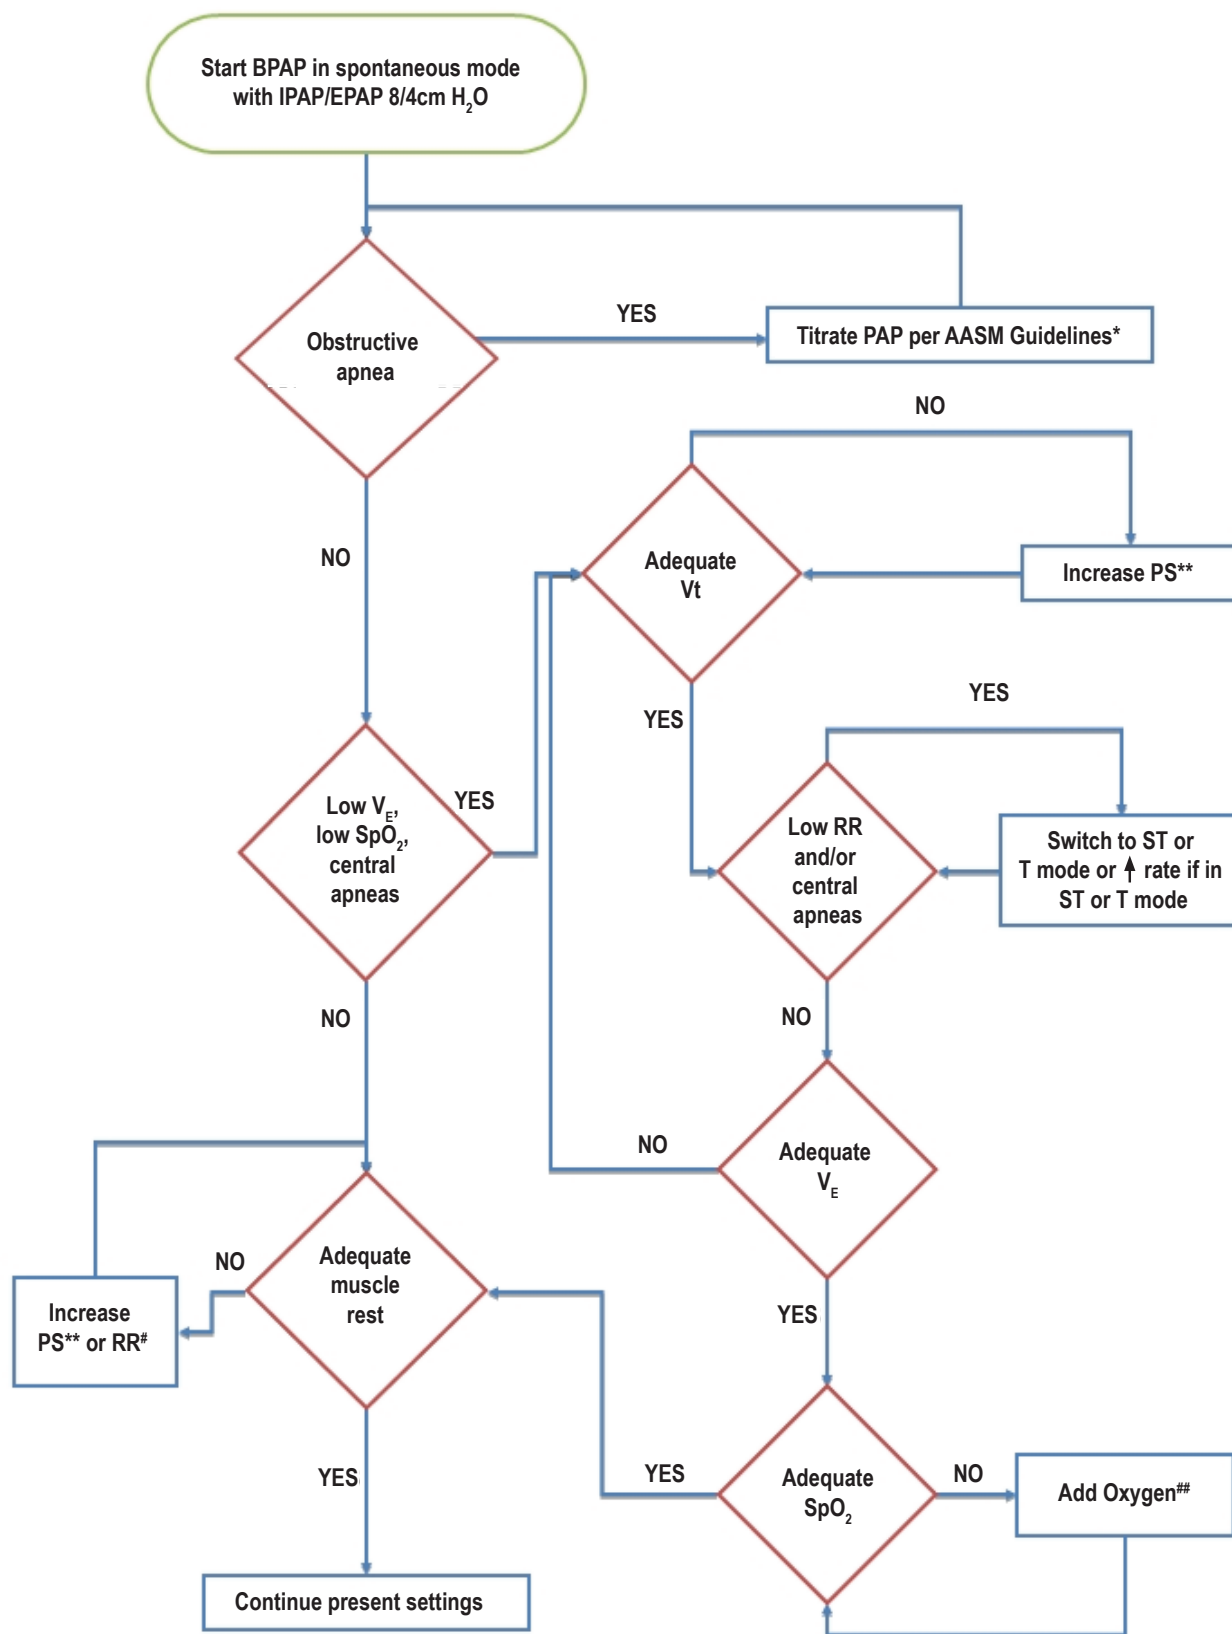 Start BPAP in spontaneous mode
with IPAP/EPAP 8/4cm H₂O
Obstructive
apnea
YES
Titrate PAP per AASM Guidelines*
NO
NO
Adequate
Vt
Increase PS**
YES
YES
Low V_E,
low SpO₂,
central
apneas
YES
Low RR
and/or
central
apneas
Switch to ST or
T mode or ↑ rate if in
ST or T mode
NO
NO
NO
Adequate
V_E
Adequate
muscle
rest
NO
Increase
PS** or RR#
YES
YES
YES
Adequate
SpO₂
NO
Add Oxygen##
Continue present settings